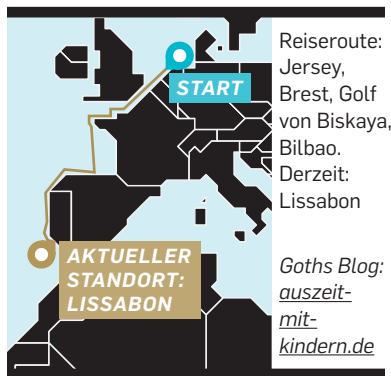 START
AKTUELLER
STANDORT:
LISSABON
Reiseroute:
Jersey,
Brest, Golf
von Biskaya,
Bilbao.
Derzeit:
Lissabon
Goths Blog:
auszeit-
mit-
kindern.de